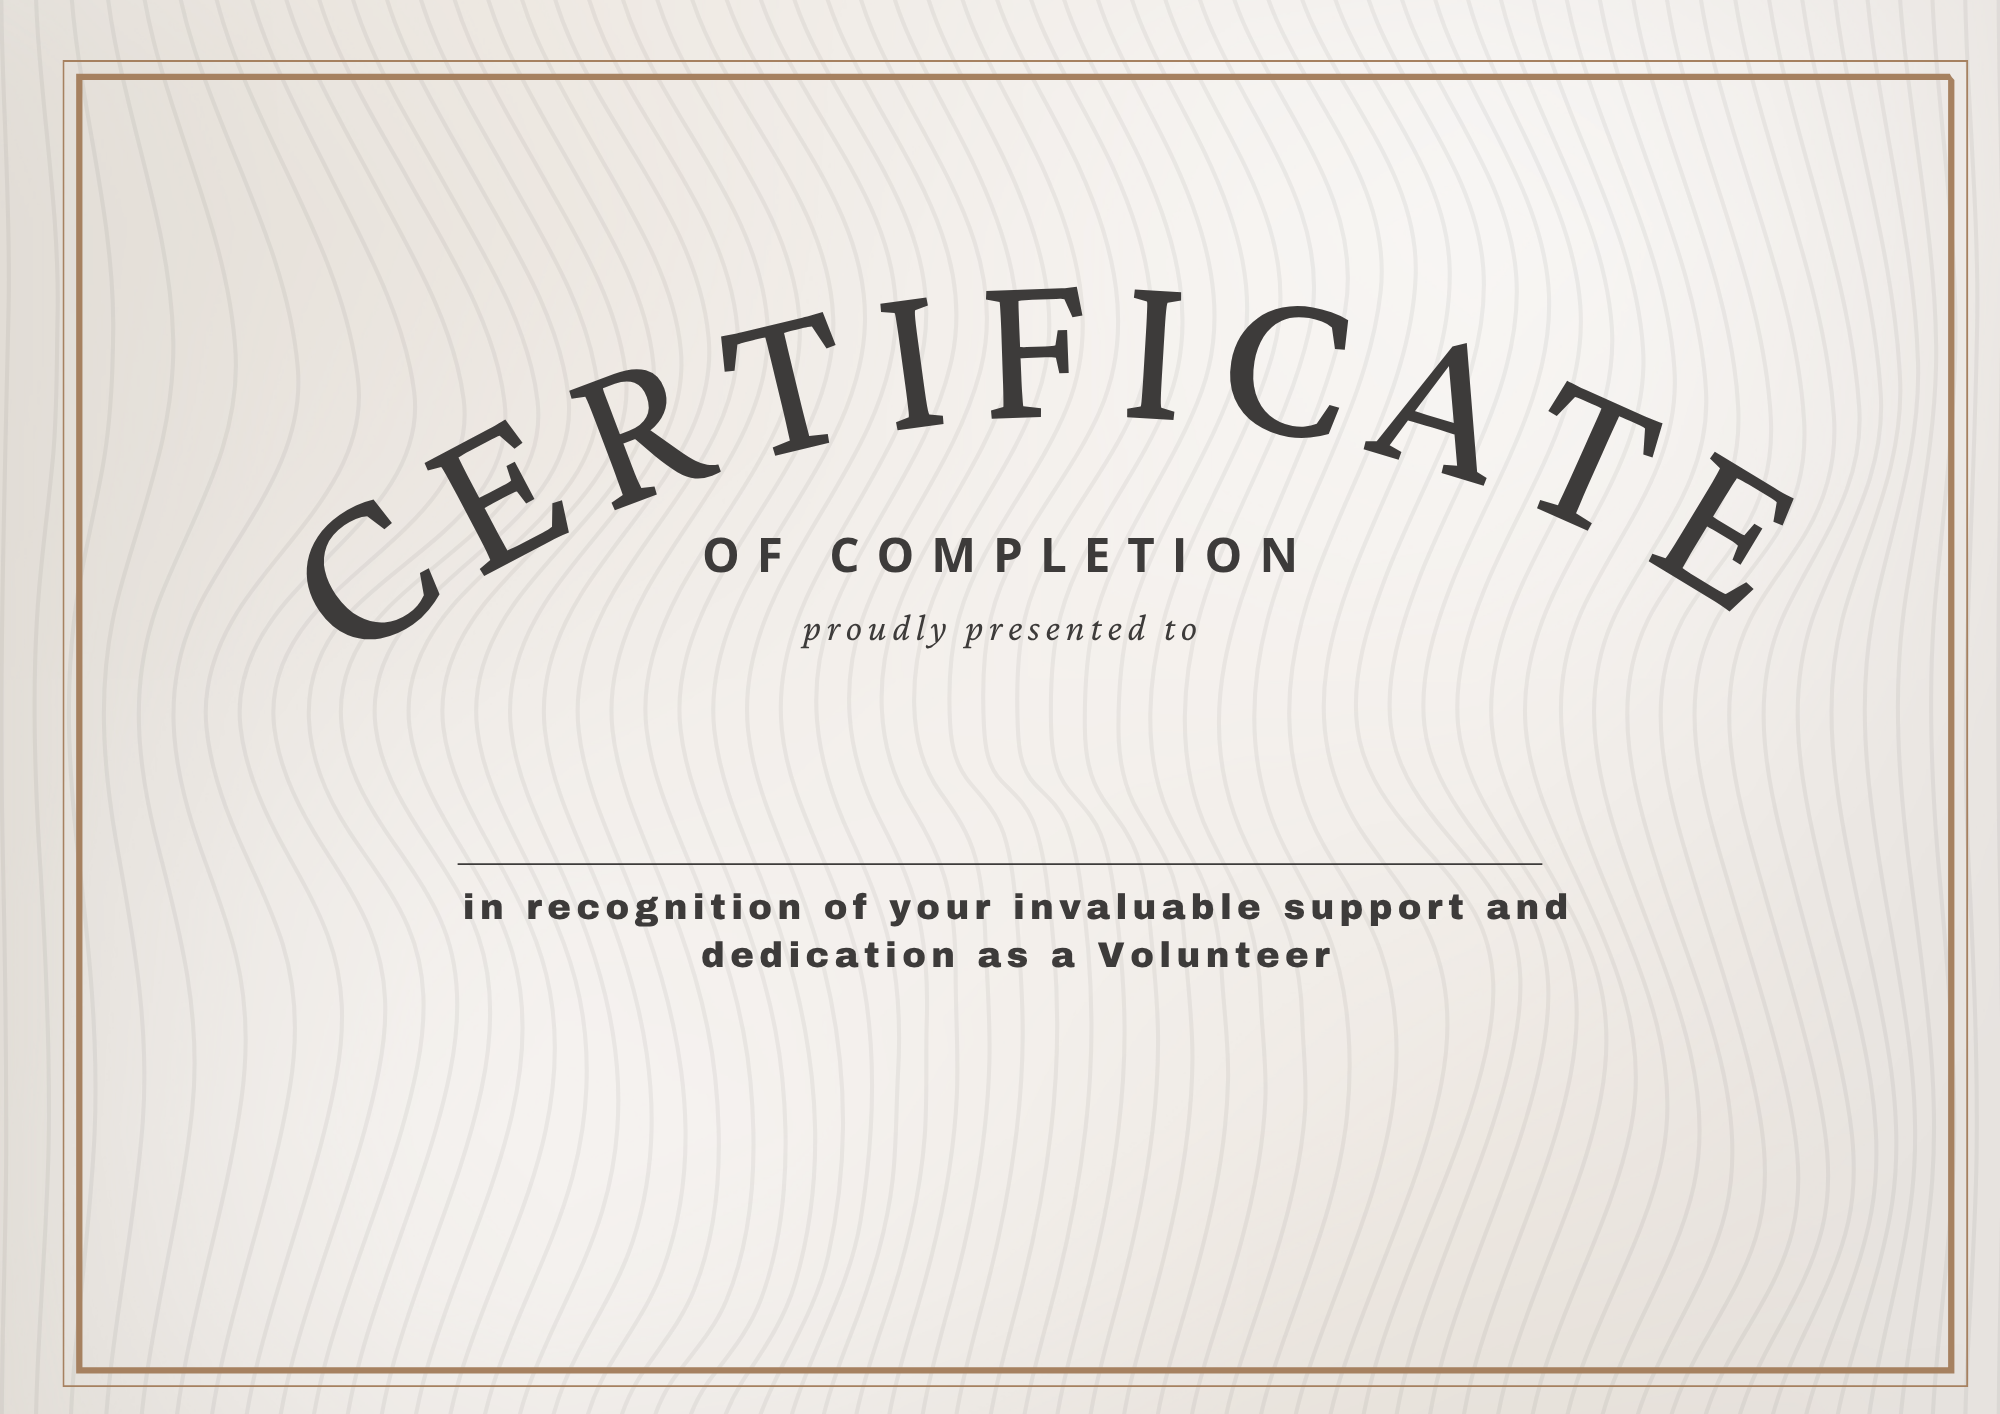 CERTIFICATE
OF COMPLETION
proudly presented to
in recognition of your invaluable support and
dedication as a Volunteer